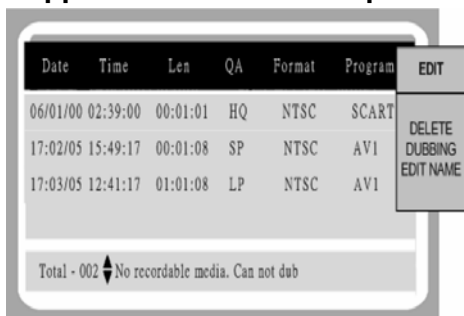 Date Time Len QA Format Program
06/01/00 02:39:00 00:01:01 HQ NTSC SCART
17:02/05 15:49:17 00:01:08 SP NTSC AV1
17:03/05 12:41:17 01:01:08 LP NTSC AV1
EDIT
DELETE
DUBBING
EDIT NAME
Total - 002 No recordable media. Can not dub